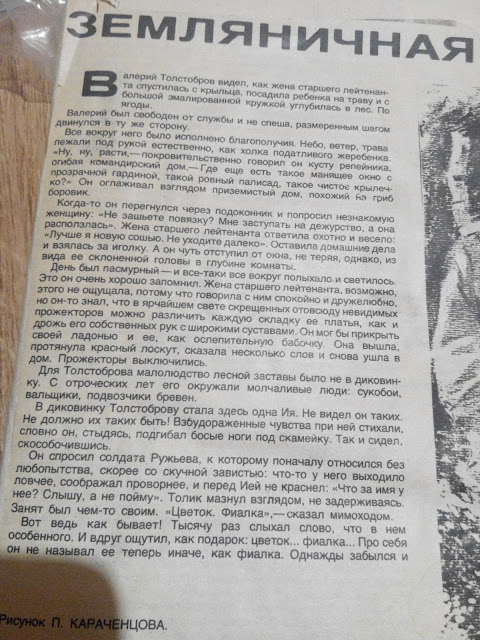 ЗЕМЛЯНИЧНАЯ
Валерий Толстобров видел, как жена старшего лейтенан-
та спустилась с крыльца, посадила ребенка на траву и с
большой эмалированной кружкой углубилась в лес. По
ягоды.
Валерий был свободен от службы и не спеша, размеренным шагом
двинулся в ту же сторону.
Все вокруг него было исполнено благополучия. Небо, ветер, трава
лежали под рукой естественно, как холка податливого жеребенка.
«Ну, ну, расти,— покровительственно говорил он кусту репейника,
огибая командирский дом.— Где еще есть такое манящее окно с
прозрачной гардиной, такой ровный палисад, такое чистое крылеч-
ко?» Он оглаживал взглядом приземистый дом, похожий на гриб
боровик.
Когда-то он перегнулся через подоконник и попросил незнакомую
женщину: «Не зашьете повязку? Мне заступать на дежурство, а она
располз­лась». Жена старшего лейтенанта ответила охотно и весело:
«Лучше я новую сошью. Не уходите далеко». Оставила домашние дела
и взялась за иголку. А он чуть отступил от окна, не теряя, однако, из
вида ее склоненной головы в глубине комнаты.
День был пасмурный — и все-таки все вокруг полыхало и светилось.
Это он очень хорошо запомнил. Жена старшего лейтенанта, возможно,
этого не ощущала, потому что говорила с ним спокойно и дружелюбно,
но он-то знал, что в ярчайшем свете скрещенных отовсюду невидимых
прожекторов можно различить каждую складку ее платья, как и
дрожь его собственных рук с широкими суставами. Он мог бы прикрыть
своей ладонью и ее, как ослепительную бабочку. Она вышла,
протянула красный лоскут, сказала несколько слов и снова ушла в
дом. Прожекторы выключились.
Для Толстоброва малолюдство лесной заставы было не в диковин-
ку. С отроческих лет его окружали молчаливые люди: сукобои,
вальщики, подвозчики бревен.
В диковинку Толстоброву стала здесь одна Ия. Не видел он таких.
Не должно их таких быть! Взбудораженные чувства при ней стихали,
словно он, стыдясь, подгибал босые ноги под скамейку. Так и сидел,
скособочившись.
Он спросил солдата Ружьева, к которому поначалу относился без
любопытства, скорее со скучной завистью: что-то у него выходило
ловчее, соображал проворнее, и перед Ией не краснел: «Что за имя у
нее? Слышу, а не пойму». Толик мазнул взглядом, не задерживаясь.
Занят был чем-то своим. «Цветок. Фиалка»,— сказал мимоходом.
Вот ведь как бывает! Тысячу раз слыхал слово, что в нем
особенного. И вдруг ощутил, как подарок: цветок... фиалка... Про себя
он не называл ее теперь иначе, как фиалка. Однажды забылся и
Рисунок П. КАРАЧЕНЦОВА.